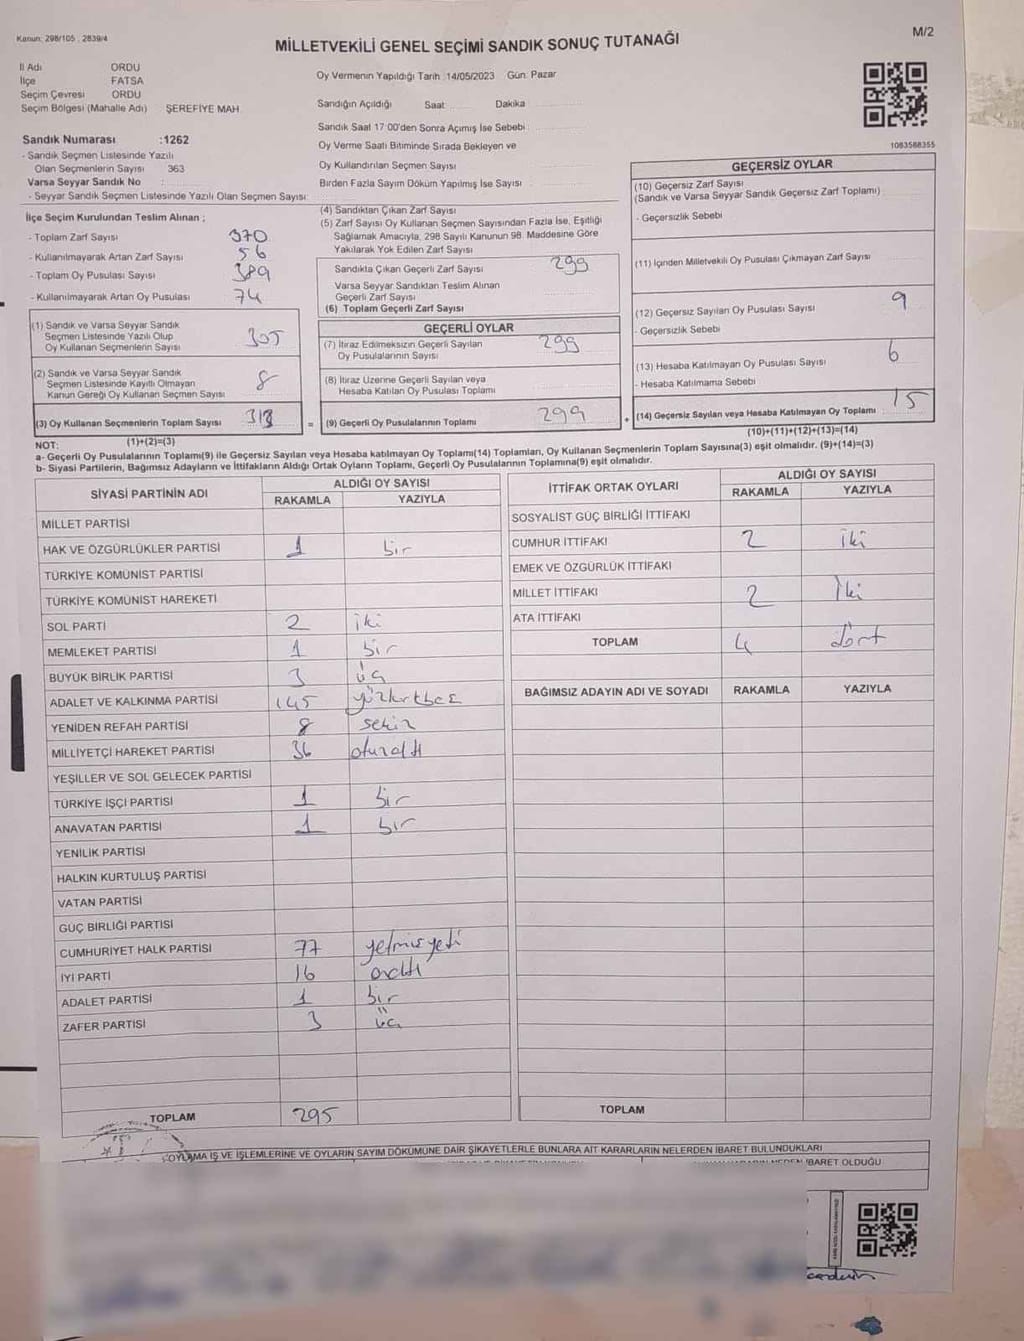 Kanun: 298/105 , 2839/4
MİLLETVEKİLİ GENEL SEÇİMİ SANDIK SONUÇ TUTANAĞI
M/2
İl Adı ORDU
İlçe FATSA
Seçim Çevresi ORDU
Seçim Bölgesi (Mahalle Adı) ŞEREFİYE MAH.
Sandık Numarası :1262
- Sandık Seçmen Listesinde Yazılı
Olan Seçmenlerin Sayısı 363
Varsa Seyyar Sandık No :
- Seyyar Sandık Seçmen Listesinde Yazılı Olan Seçmen Sayısı:
Oy Vermenin Yapıldığı Tarih :14/05/2023 Gün: Pazar
Sandığın Açıldığı Saat Dakika
Sandık Saat 17:00'den Sonra Açımış İse Sebebi
Oy Verme Saati Bitiminde Sırada Bekleyen ve
Oy Kullandırılan Seçmen Sayısı
Birden Fazla Sayım Döküm Yapılmış İse Sayısı
1083588355
İlçe Seçim Kurulundan Teslim Alınan ;
- Toplam Zarf Sayısı 370
- Kullanılmayarak Artan Zarf Sayısı 56
- Toplam Oy Pusulası Sayısı 389
- Kullanılmayarak Artan Oy Pusulası 74
(1) Sandık ve Varsa Seyyar Sandık
Seçmen Listesinde Yazılı Olup
Oy Kullanan Seçmenlerin Sayısı 305
(2) Sandık ve Varsa Seyyar Sandık
Seçmen Listesinde Kayıtlı Olmayan
Kanun Gereği Oy Kullanan Seçmen Sayısı 8
(3) Oy Kullanan Seçmenlerin Toplam Sayısı 313
(1)+(2)=(3)
(4) Sandıktan Çıkan Zarf Sayısı
(5) Zarf Sayısı Oy Kullanan Seçmen Sayısından Fazla İse, Eşitliği
Sağlamak Amacıyla, 298 Sayılı Kanunun 98. Maddesine Göre
Yakılarak Yok Edilen Zarf Sayısı
Sandıkta Çıkan Geçerli Zarf Sayısı 299
Varsa Seyyar Sandıktan Teslim Alınan
Geçerli Zarf Sayısı
(6) Toplam Geçerli Zarf Sayısı
GEÇERLİ OYLAR
(7) İtiraz Edilmeksizin Geçerli Sayılan
Oy Pusulalarının Sayısı 299
(8) İtiraz Üzerine Geçerli Sayılan veya
Hesaba Katılan Oy Pusulası Toplamı
= (9) Geçerli Oy Pusulalarının Toplamı 299
GEÇERSİZ OYLAR
(10) Geçersiz Zarf Sayısı
(Sandık ve Varsa Seyyar Sandık Geçersiz Zarf Toplamı)
- Geçersizlik Sebebi
(11) İçinden Milletvekili Oy Pusulası Çıkmayan Zarf Sayısı
(12) Geçersiz Sayılan Oy Pusulası Sayısı 9
- Geçersizlik Sebebi
(13) Hesaba Katılmayan Oy Pusulası Sayısı 6
- Hesaba Katılmama Sebebi
+ (14) Geçersiz Sayılan veya Hesaba Katılmayan Oy Toplamı 15
(10)+(11)+(12)+(13)=(14)
NOT:
a- Geçerli Oy Pusulalarının Toplamı(9) ile Geçersiz Sayılan veya Hesaba katılmayan Oy Toplamı(14) Toplamları, Oy Kullanan Seçmenlerin Toplam Sayısına(3) eşit olmalıdır. (9)+(14)=(3)
b- Siyasi Partilerin, Bağımsız Adayların ve İttifakların Aldığı Ortak Oyların Toplamı, Geçerli Oy Pusulalarının Toplamına(9) eşit olmalıdır.
SİYASİ PARTİNİN ADI ALDIĞI OY SAYISI
RAKAMLA YAZIYLA
MİLLET PARTİSİ
HAK VE ÖZGÜRLÜKLER PARTİSİ 1 bir
TÜRKİYE KOMÜNİST PARTİSİ
TÜRKİYE KOMÜNİST HAREKETİ
SOL PARTİ 2 iki
MEMLEKET PARTİSİ 1 bir
BÜYÜK BİRLİK PARTİSİ 3 üç
ADALET VE KALKINMA PARTİSİ 145 yüzkırkbeş
YENİDEN REFAH PARTİSİ 8 sekiz
MİLLİYETÇİ HAREKET PARTİSİ 36 otuzaltı
YEŞİLLER VE SOL GELECEK PARTİSİ
TÜRKİYE İŞÇİ PARTİSİ 1 bir
ANAVATAN PARTİSİ 1 bir
YENİLİK PARTİSİ
HALKIN KURTULUŞ PARTİSİ
VATAN PARTİSİ
GÜÇ BİRLİĞİ PARTİSİ
CUMHURİYET HALK PARTİSİ 77 yetmişyedi
İYİ PARTİ 16 onaltı
ADALET PARTİSİ 1 bir
ZAFER PARTİSİ 3 üç
TOPLAM 295
İTTİFAK ORTAK OYLARI ALDIĞI OY SAYISI
RAKAMLA YAZIYLA
SOSYALİST GÜÇ BİRLİĞİ İTTİFAKI
CUMHUR İTTİFAKI 2 iki
EMEK VE ÖZGÜRLÜK İTTİFAKI
MİLLET İTTİFAKI 2 İki
ATA İTTİFAKI
TOPLAM 4 dört
BAĞIMSIZ ADAYIN ADI VE SOYADI RAKAMLA YAZIYLA
TOPLAM
OYLAMA İŞ VE İŞLEMLERİNE VE OYLARIN SAYIM DÖKÜMÜNE DAİR ŞİKAYETLERLE BUNLARA AİT KARARLARIN NELERDEN İBARET BULUNDUKLARI
İBARET OLDUĞU